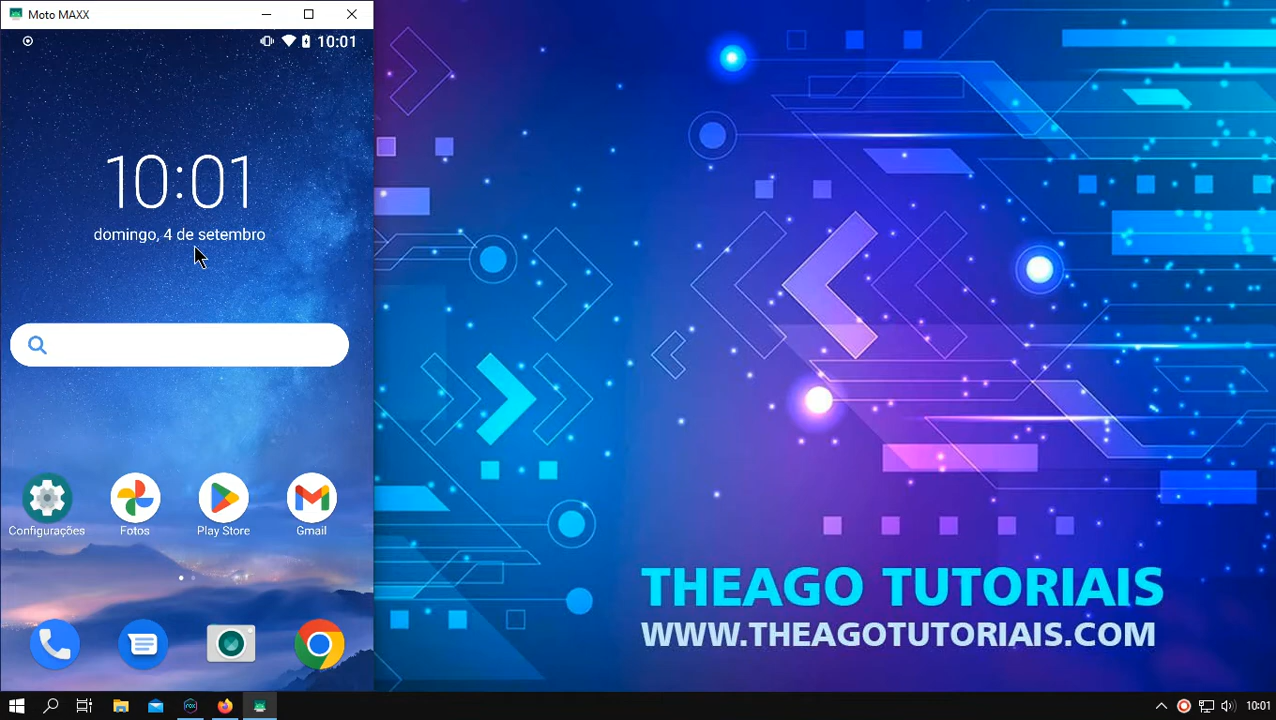 Moto MAXX
10:01
10:01
domingo, 4 de setembro
Configurações
Fotos
Play Store
Gmail
THEAGO TUTORIAIS
WWW.THEAGOTUTORIAIS.COM
10:01